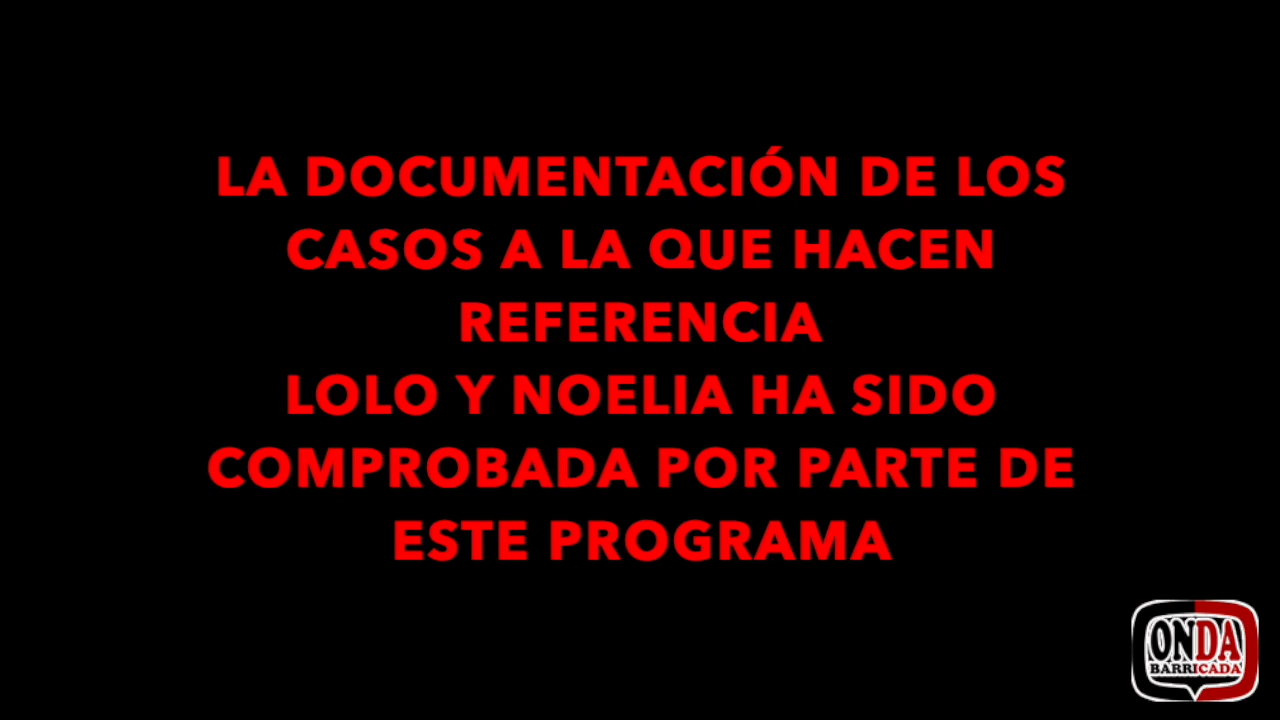 LA DOCUMENTACIÓN DE LOS
CASOS A LA QUE HACEN
REFERENCIA
LOLO Y NOELIA HA SIDO
COMPROBADA POR PARTE DE
ESTE PROGRAMA
ONDA
BARRICADA